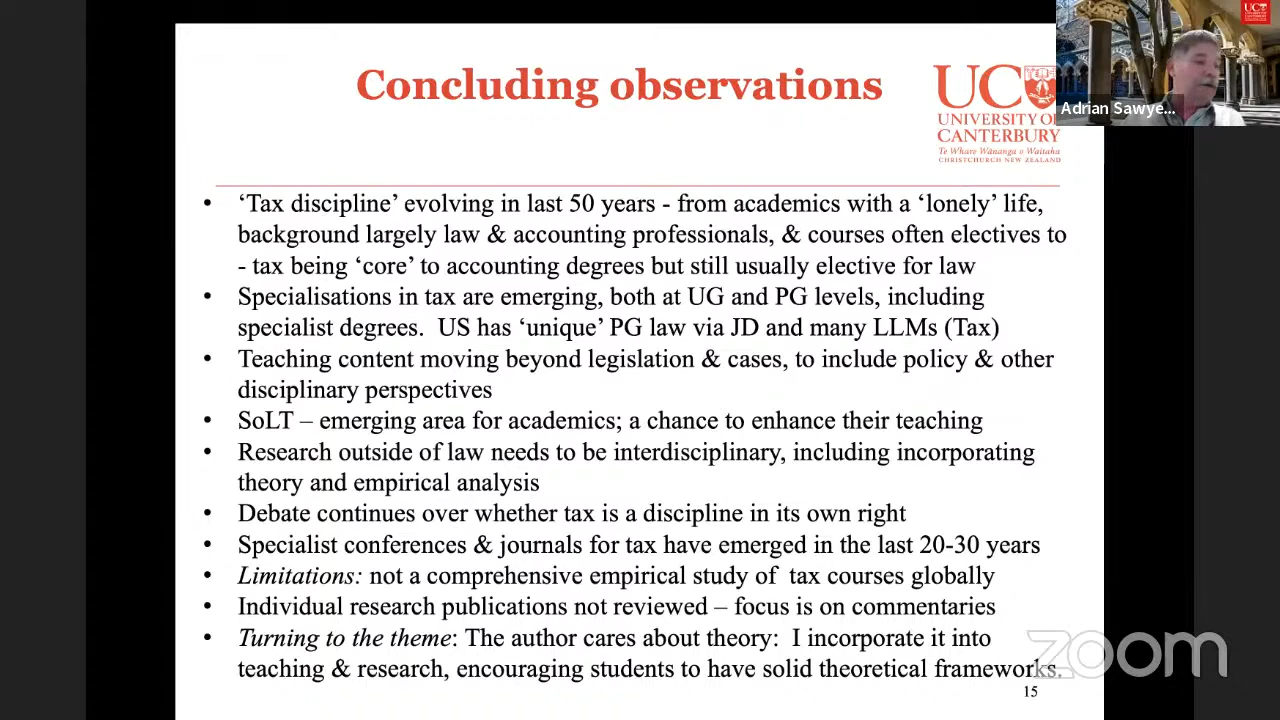 Concluding observations
UC
UNIVERSITY OF
CANTERBURY
Te Whare Wānanga o Waitaha
CHRISTCHURCH NEW ZEALAND
UC
Adrian Sawye...
• ‘Tax discipline’ evolving in last 50 years - from academics with a ‘lonely’ life,
background largely law & accounting professionals, & courses often electives to
- tax being ‘core’ to accounting degrees but still usually elective for law
• Specialisations in tax are emerging, both at UG and PG levels, including
specialist degrees. US has ‘unique’ PG law via JD and many LLMs (Tax)
• Teaching content moving beyond legislation & cases, to include policy & other
disciplinary perspectives
• SoLT – emerging area for academics; a chance to enhance their teaching
• Research outside of law needs to be interdisciplinary, including incorporating
theory and empirical analysis
• Debate continues over whether tax is a discipline in its own right
• Specialist conferences & journals for tax have emerged in the last 20-30 years
• Limitations: not a comprehensive empirical study of tax courses globally
• Individual research publications not reviewed – focus is on commentaries
• Turning to the theme: The author cares about theory: I incorporate it into
teaching & research, encouraging students to have solid theoretical frameworks.
zoom
15